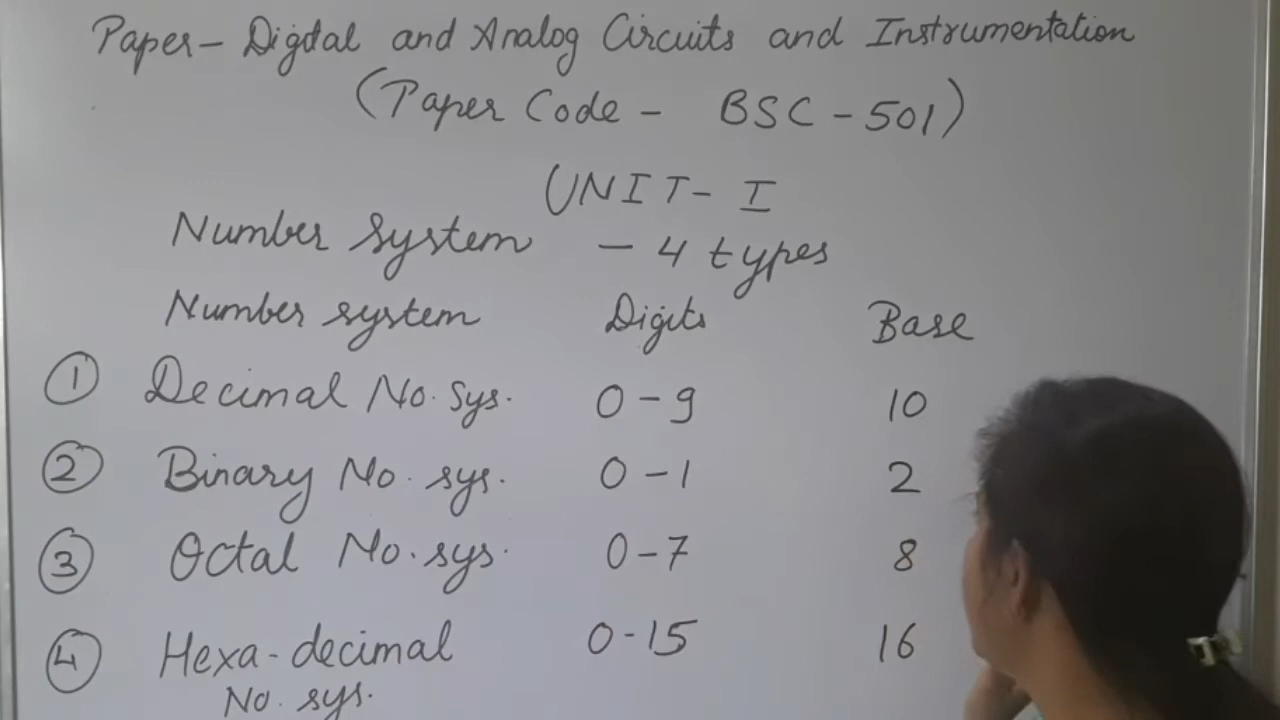 Paper - Digital and Analog Circuits and Instrumentation
(Paper Code - BSC - 501)
UNIT - I
Number system - 4 types
Number system Digits Base
① Decimal No. Sys. 0 - 9 10
② Binary No. sys. 0 - 1 2
③ Octal No. sys. 0 - 7 8
④ Hexa-decimal 0 - 15 16
No. sys.